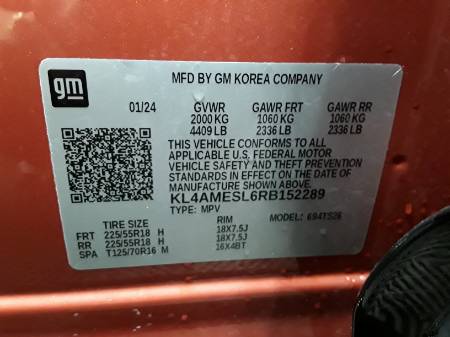 gm
MFD BY GM KOREA COMPANY
01/24 GVWR GAWR FRT GAWR RR
2000 KG 1060 KG 1060 KG
4409 LB 2336 LB 2336 LB
THIS VEHICLE CONFORMS TO ALL
APPLICABLE U.S. FEDERAL MOTOR
VEHICLE SAFETY AND THEFT PREVENTION
STANDARDS IN EFFECT ON THE DATE OF
MANUFACTURE SHOWN ABOVE.
KL4AMESL6RB152289
TYPE: MPV MODEL: 694TS26
TIRE SIZE RIM
FRT 225/55R18 H 18X7.5J
RR 225/55R18 H 18X7.5J
SPA T125/70R16 M 16X4BT